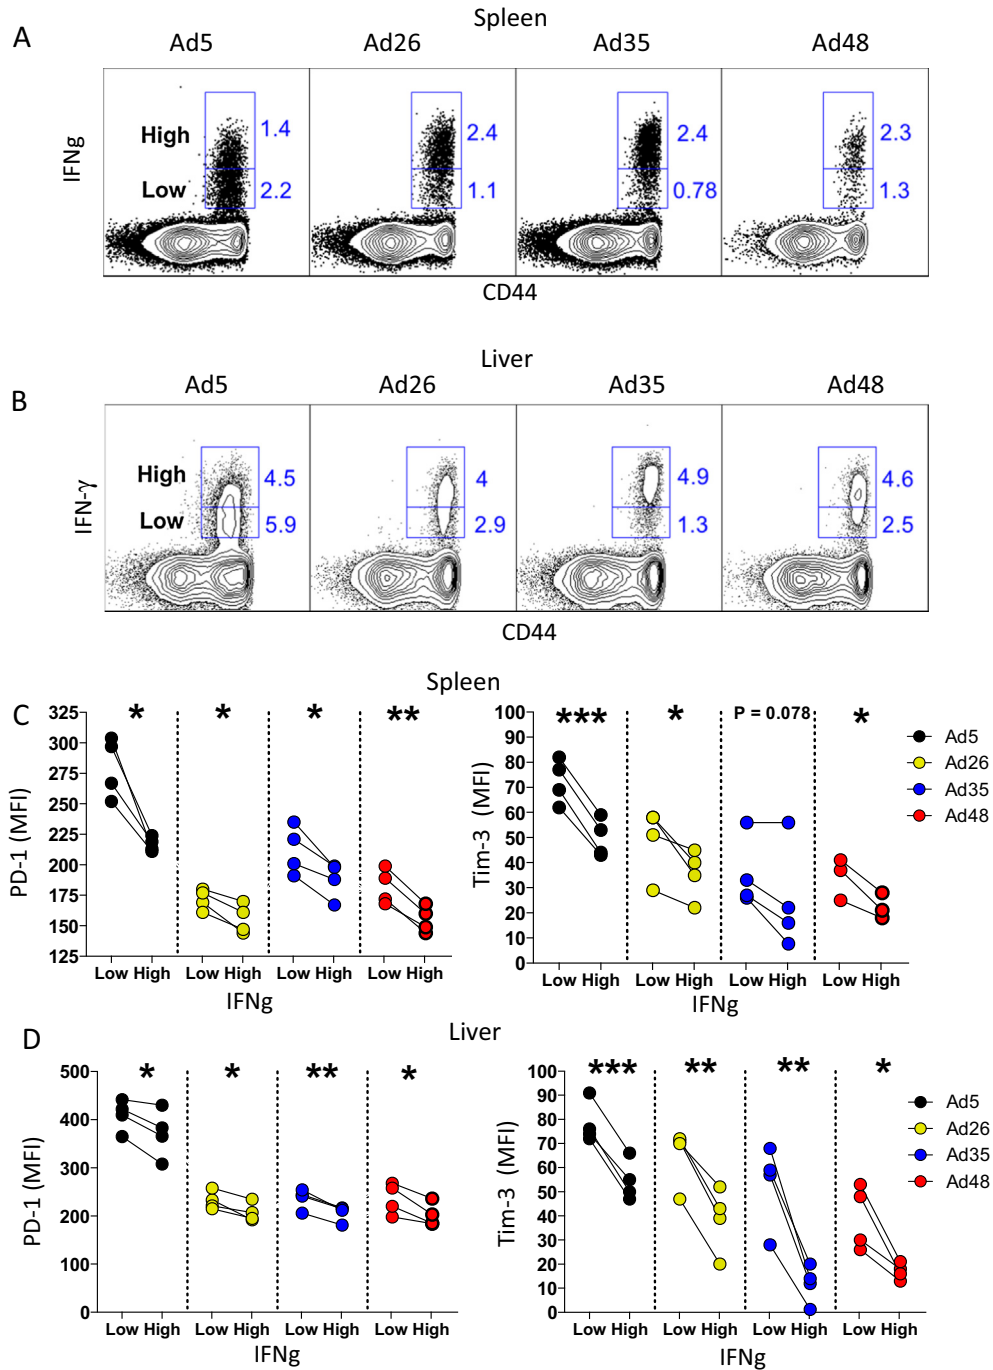 A
Spleen
Ad5 Ad26 Ad35 Ad48
IFNg
High
Low
1.4
2.2
2.4
1.1
2.4
0.78
2.3
1.3
CD44
B
Liver
Ad5 Ad26 Ad35 Ad48
IFN-γ
High
Low
4.5
5.9
4
2.9
4.9
1.3
4.6
2.5
CD44
Spleen
C
PD-1 (MFI)
325
300
275
250
225
200
175
150
125
* * * **
Low High Low High Low High Low High
IFNg
Tim-3 (MFI)
100
90
80
70
60
50
40
30
20
10
0
*** * P = 0.078 *
Low High Low High Low High Low High
IFNg
Ad5
Ad26
Ad35
Ad48
D
Liver
PD-1 (MFI)
500
400
300
200
100
0
* * ** *
Low High Low High Low High Low High
IFNg
Tim-3 (MFI)
100
90
80
70
60
50
40
30
20
10
0
*** ** ** *
Low High Low High Low High Low High
IFNg
Ad5
Ad26
Ad35
Ad48